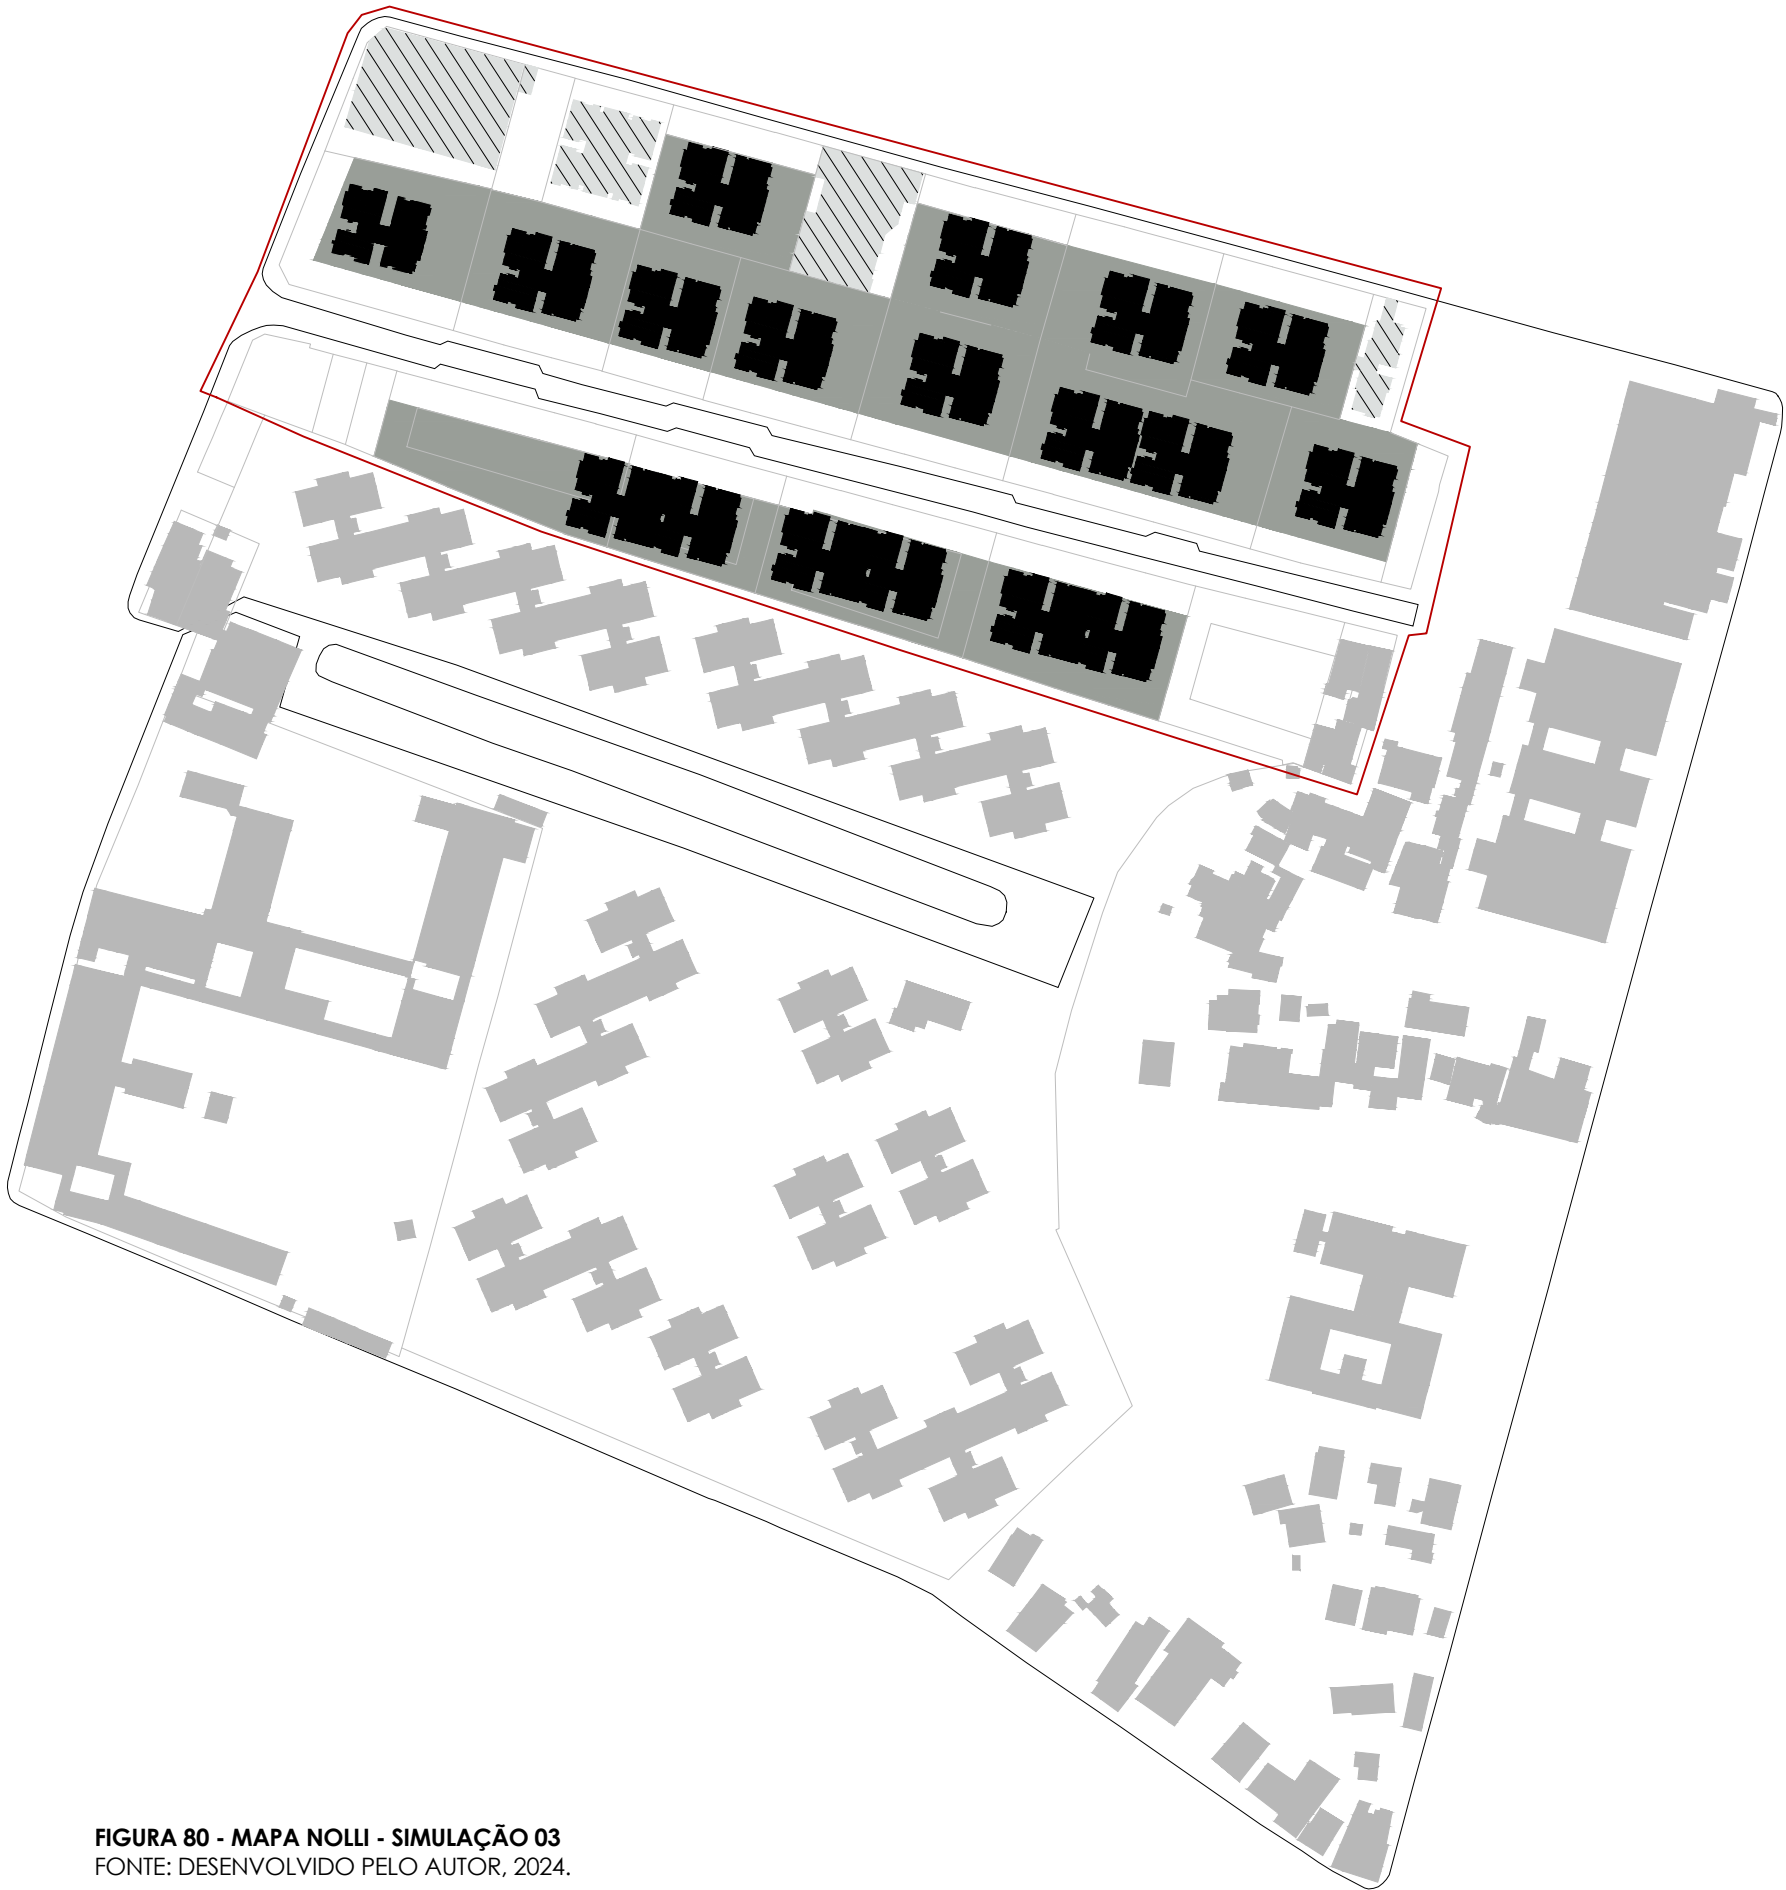 FIGURA 80 - MAPA NOLLI - SIMULAÇÃO 03
FONTE: DESENVOLVIDO PELO AUTOR, 2024.